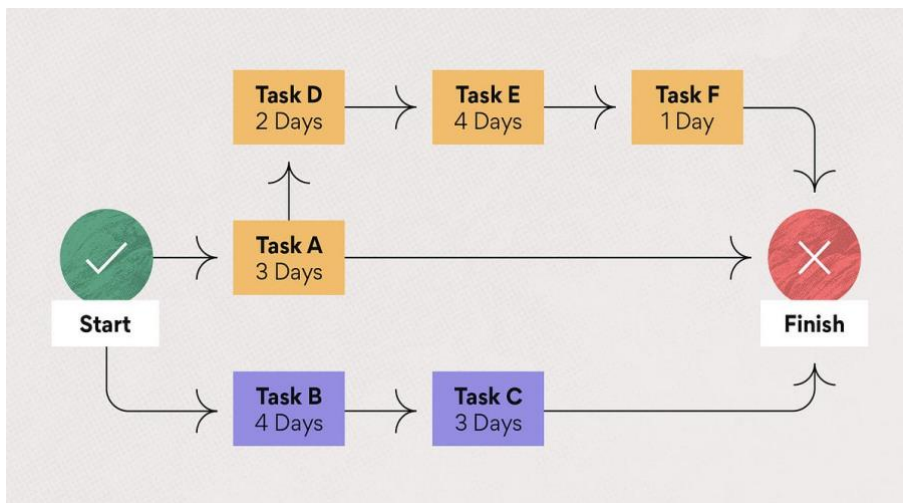 Task D
2 Days
Task E
4 Days
Task F
1 Day
Task A
3 Days
Start
Finish
Task B
4 Days
Task C
3 Days